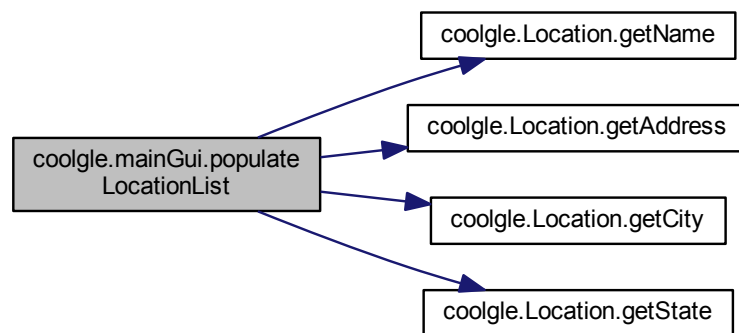 coolgle.Location.getName
coolgle.Location.getAddress
coolgle.mainGui.populate
LocationList
coolgle.Location.getCity
coolgle.Location.getState